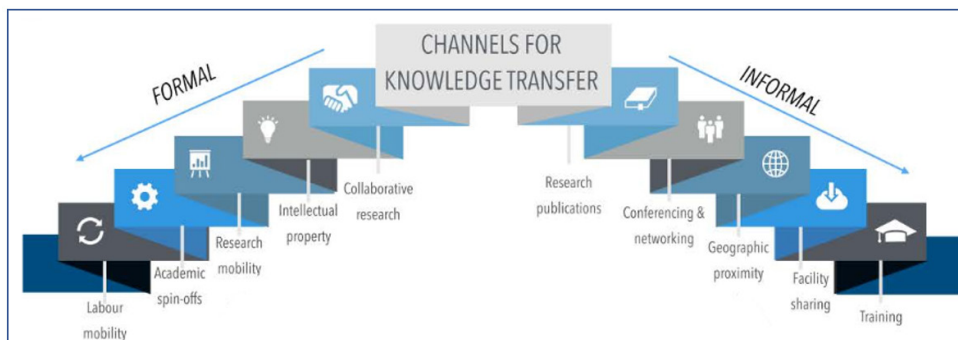 CHANNELS FOR
KNOWLEDGE TRANSFER
FORMAL
INFORMAL
Collaborative
research
Intellectual
property
Research
mobility
Academic
spin-offs
Labour
mobility
Research
publications
Conferencing &
networking
Geographic
proximity
Facility
sharing
Training